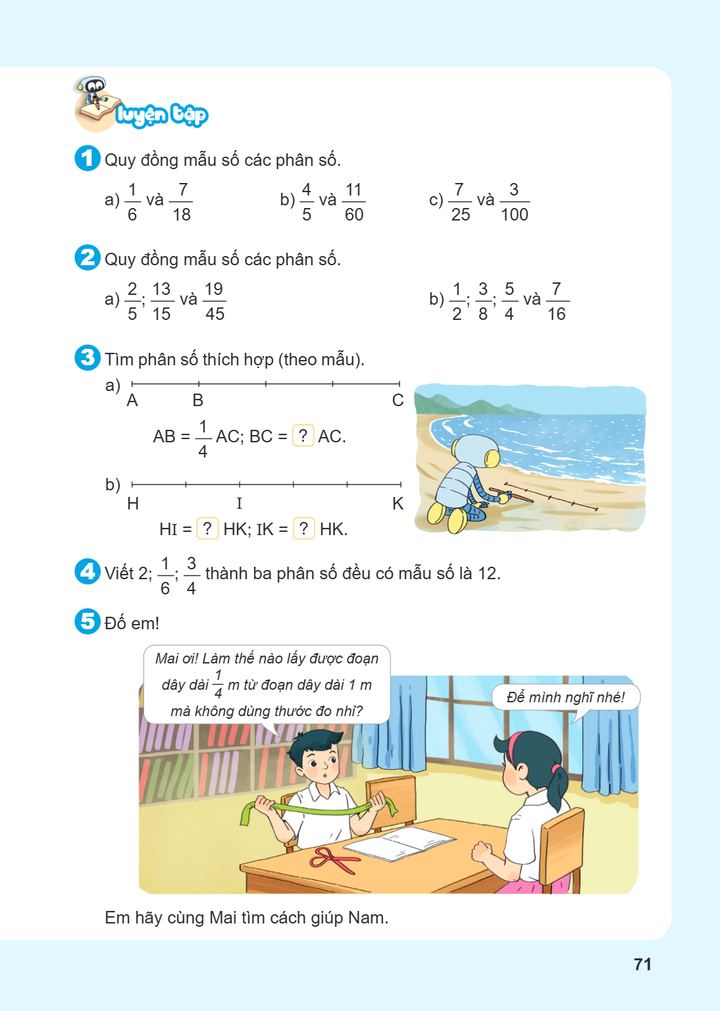 luyện tập
1 Quy đồng mẫu số các phân số.
a) 1/6 và 7/18 b) 4/5 và 11/60 c) 7/25 và 3/100
2 Quy đồng mẫu số các phân số.
a) 2/5; 13/15 và 19/45 b) 1/2; 3/8; 5/4 và 7/16
3 Tìm phân số thích hợp (theo mẫu).
a)
A B C
AB = 1/4 AC; BC = ? AC.
b)
H I K
HI = ? HK; IK = ? HK.
4 Viết 2; 1/6; 3/4 thành ba phân số đều có mẫu số là 12.
5 Đố em!
Mai ơi! Làm thế nào lấy được đoạn
dây dài 1/4 m từ đoạn dây dài 1 m
mà không dùng thước đo nhỉ?
Để mình nghĩ nhé!
Em hãy cùng Mai tìm cách giúp Nam.
71